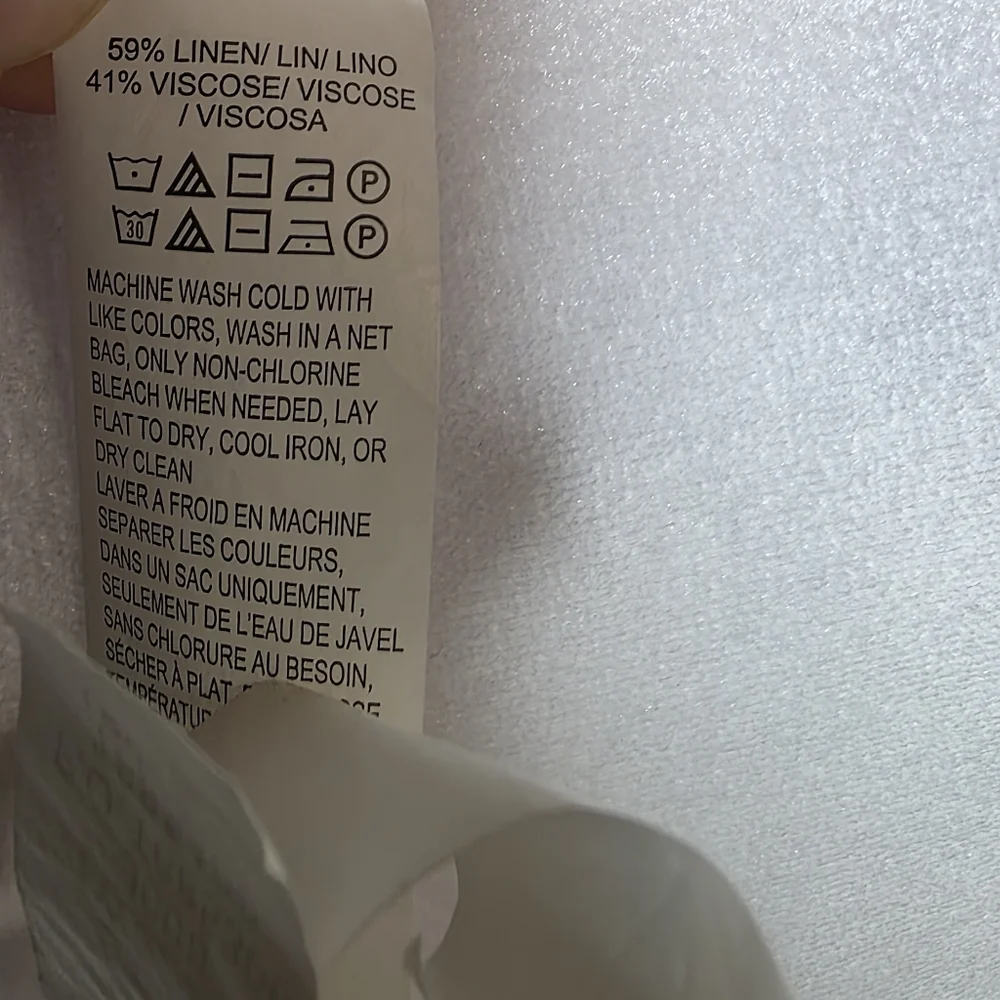 59% LINEN/ LIN/ LINO
41% VISCOSE/ VISCOSE
/ VISCOSA
P
30 P
MACHINE WASH COLD WITH
LIKE COLORS, WASH IN A NET
BAG, ONLY NON-CHLORINE
BLEACH WHEN NEEDED, LAY
FLAT TO DRY, COOL IRON, OR
DRY CLEAN
LAVER A FROID EN MACHINE
SEPARER LES COULEURS,
DANS UN SAC UNIQUEMENT,
SEULEMENT DE L'EAU DE JAVEL
SANS CHLORURE AU BESOIN,
SÉCHER À PLAT